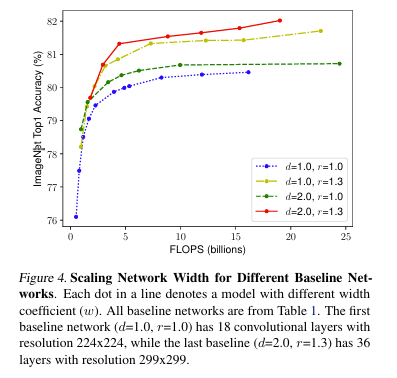 82
81
80
79
78
77
76
ImageNet Top1 Accuracy (%)
d=1.0, r=1.0
d=1.0, r=1.3
d=2.0, r=1.0
d=2.0, r=1.3
0 5 10 15 20 25
FLOPS (billions)
Figure 4. Scaling Network Width for Different Baseline Net-
works. Each dot in a line denotes a model with different width
coefficient (w). All baseline networks are from Table 1. The first
baseline network (d=1.0, r=1.0) has 18 convolutional layers with
resolution 224x224, while the last baseline (d=2.0, r=1.3) has 36
layers with resolution 299x299.